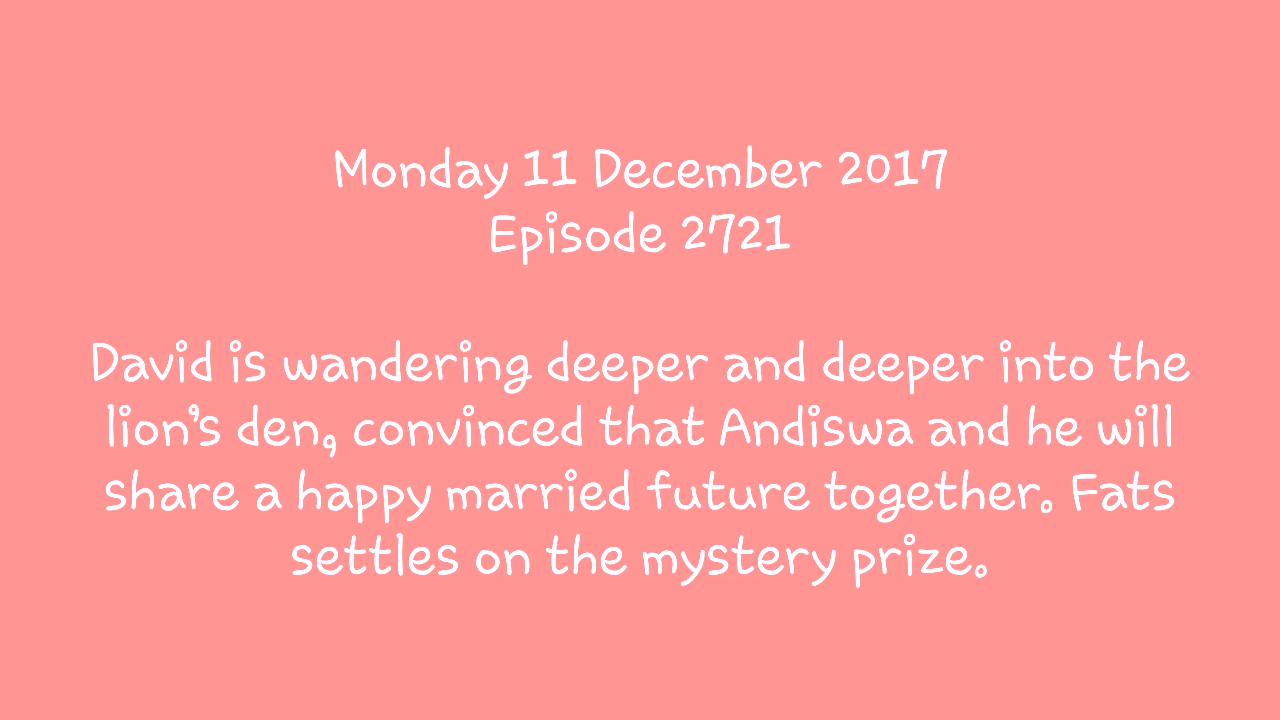 Monday 11 December 2017
Episode 2721
David is wandering deeper and deeper into the
lion's den, convinced that Andiswa and he will
share a happy married future together. Fats
settles on the mystery prize.